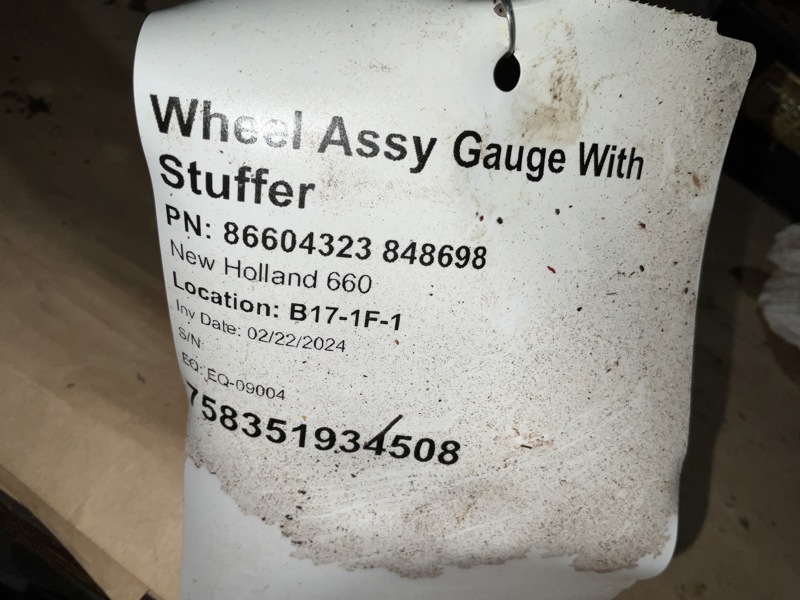 Wheel Assy Gauge With
Stuffer
PN: 86604323 848698
New Holland 660
Location: B17-1F-1
Inv Date: 02/22/2024
S/N:
EQ: EQ-09004
758351934508